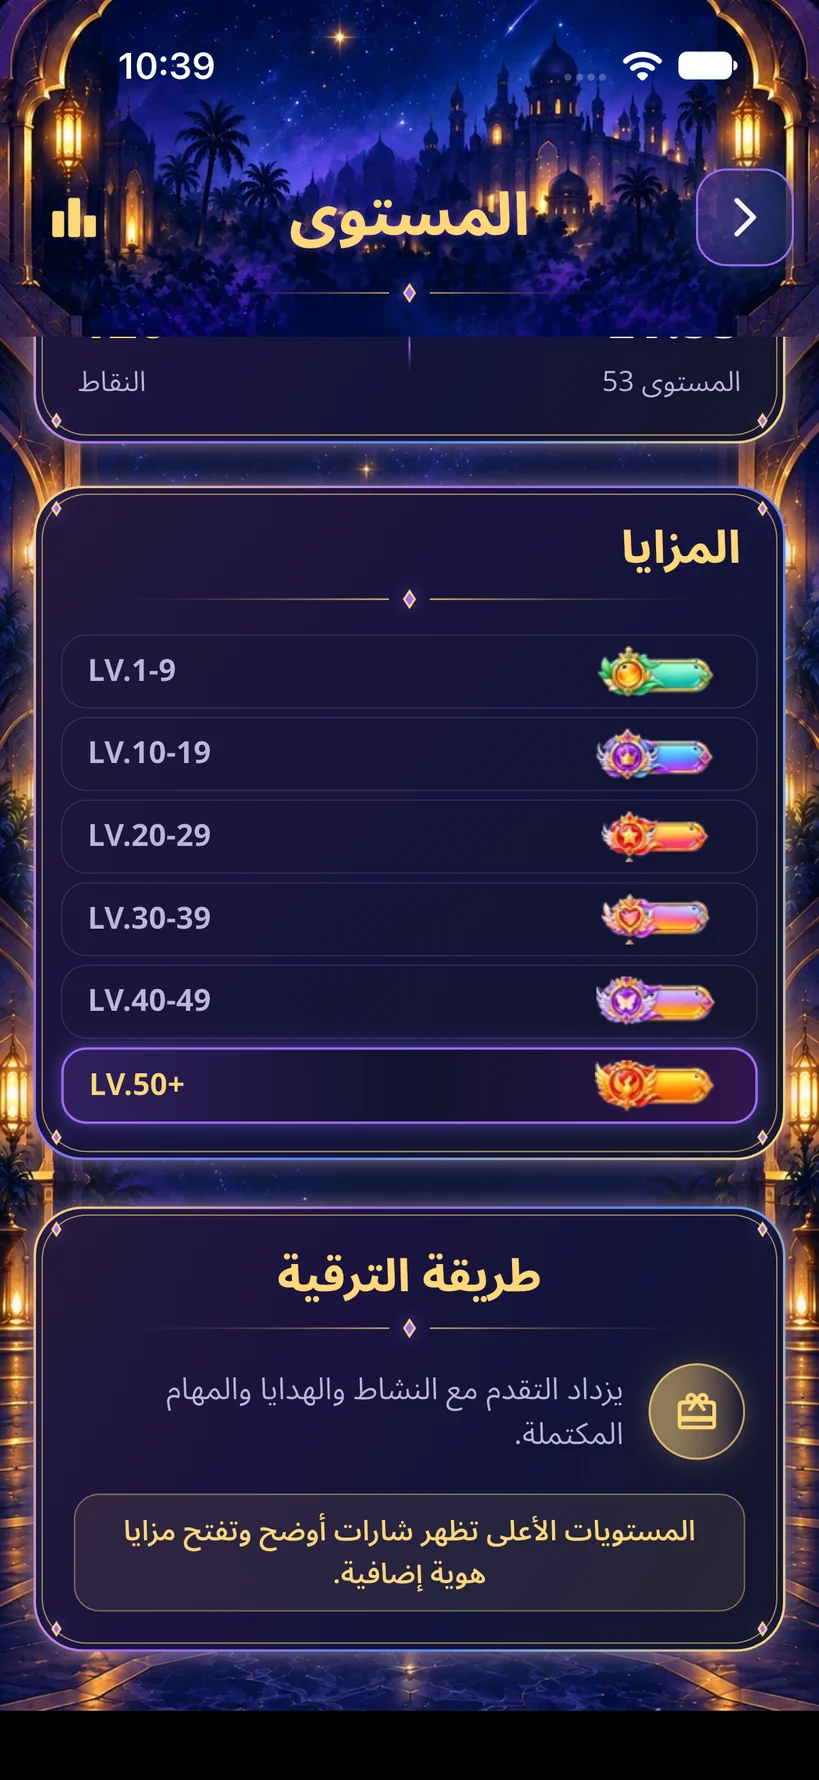 10:39
المستوى
المستوى 53
النقاط
المزايا
LV.1-9
LV.10-19
LV.20-29
LV.30-39
LV.40-49
LV.50+
طريقة الترقية
يزداد التقدم مع النشاط والهدايا والمهام
المكتملة.
المستويات الأعلى تظهر شارات أوضح وتفتح مزايا
هوية إضافية.